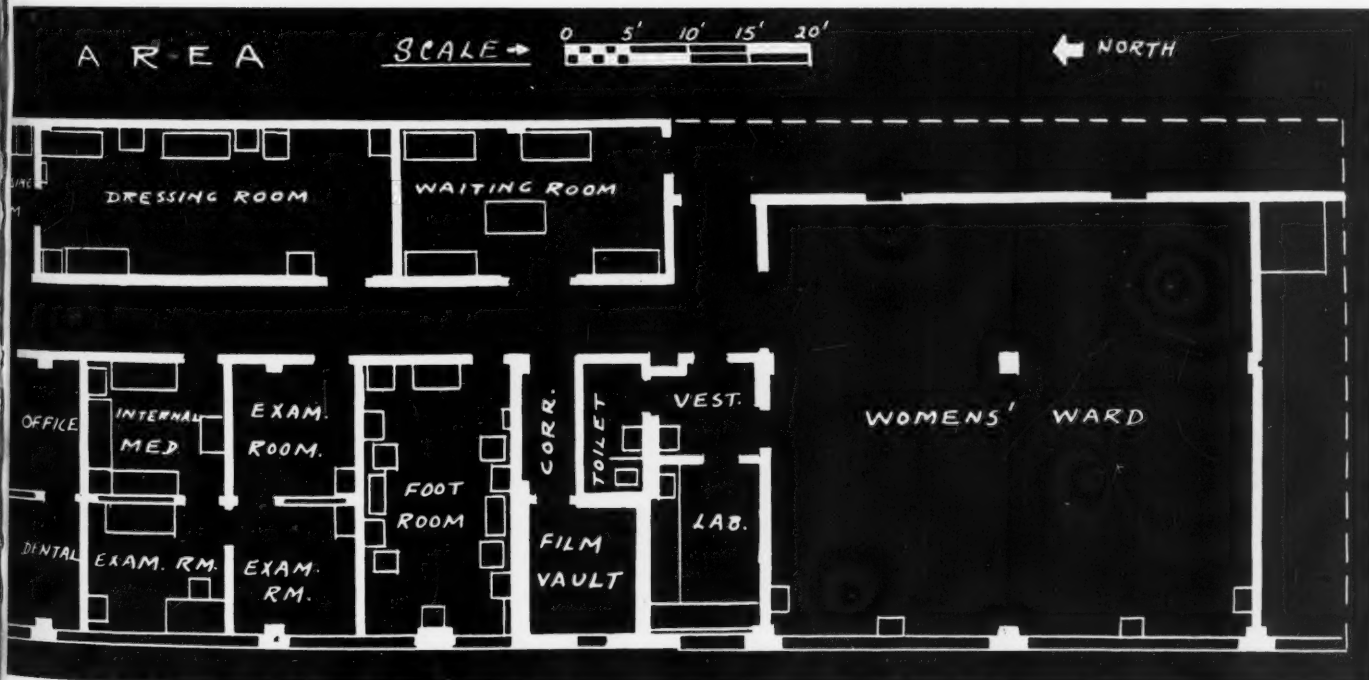 AREA
SCALE→ 0 5' 10' 15' 20'
← NORTH
DRESSING ROOM
WAITING ROOM
OFFICE
INTERNAL
MED
EXAM.
ROOM.
FOOT
ROOM
CORR.
TOILET
VEST.
WOMENS' WARD
DENTAL
EXAM. RM.
EXAM.
RM.
FILM
VAULT
LAB.